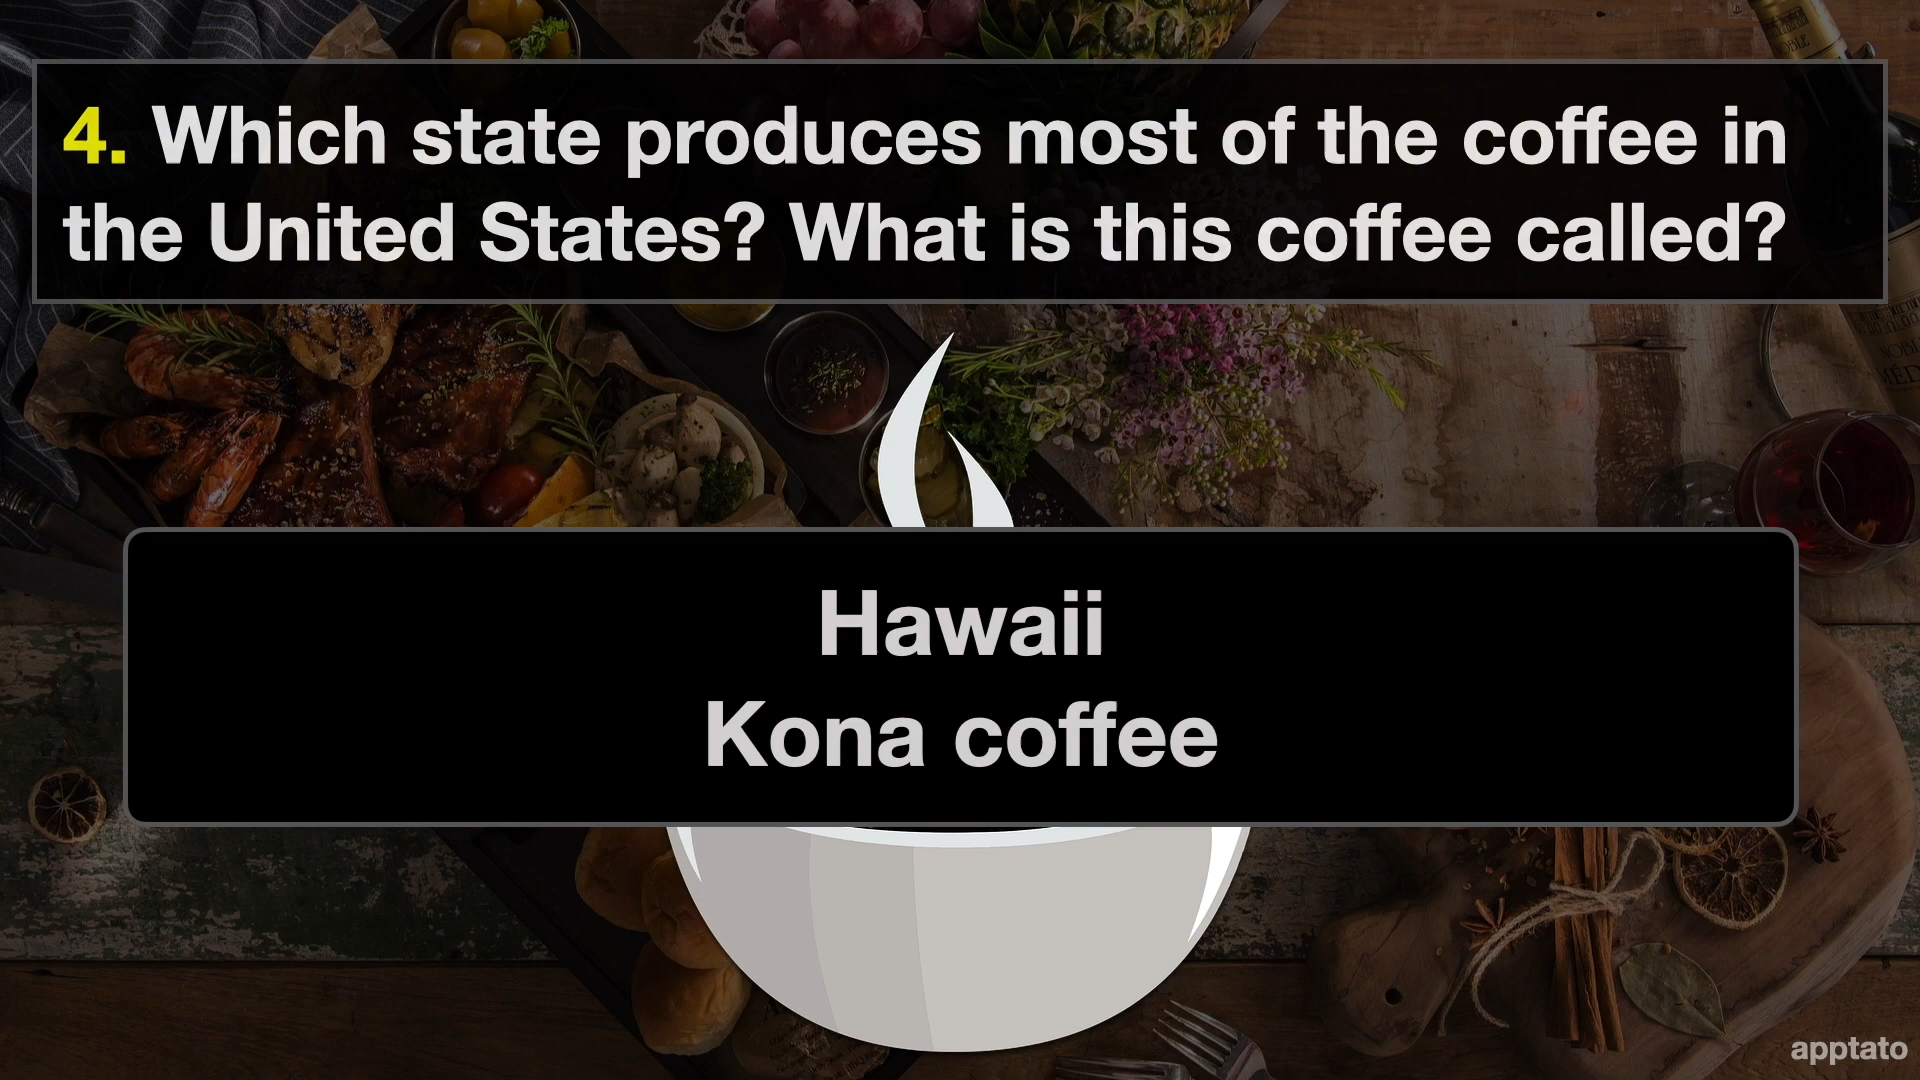 4. Which state produces most of the coffee in
the United States? What is this coffee called?
Hawaii
Kona coffee
apptato